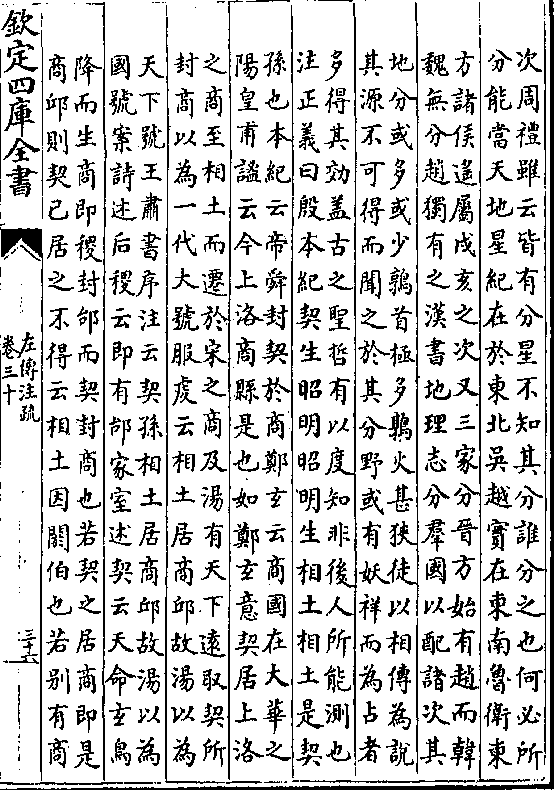 次周禮雖云皆有分星不知其分誰分之也何必所
分能當天地星紀在於東北吳越實在東南魯衛東
方諸侯遙屬戌亥之次又三家分晉方始有趙而韓
魏無分趙獨有之漢書地理志分羣國以配諸次其
地分或多或少鶉首極多鶉火甚狹徒以相傳為說
其源不可得而聞之於其分野或有妖祥而為占者
多得其効盖古之聖哲有以度知非後人所能測也
注正義曰殷本紀契生昭明昭明生相土相土是契
孫也本紀云帝舜封契於商鄭玄云商國在大華之
陽皇甫謐云今上洛商縣是也如鄭玄意契居上洛
之商至相土而遷於宋之商及湯有天下遠取契所
封商以為一代大號服虔云相土居商邱故湯以為
天下號王肅書序注云契孫相土居商邱故湯以為
國號案詩述后稷云即有邰家室述契云天命玄鳥
降而生商即稷封邰而契封商也若契之居商即是
商邱則契已居之不得云相土因閼伯也若別有商
欽定四庫全書
左傳注疏
卷三十
三十六